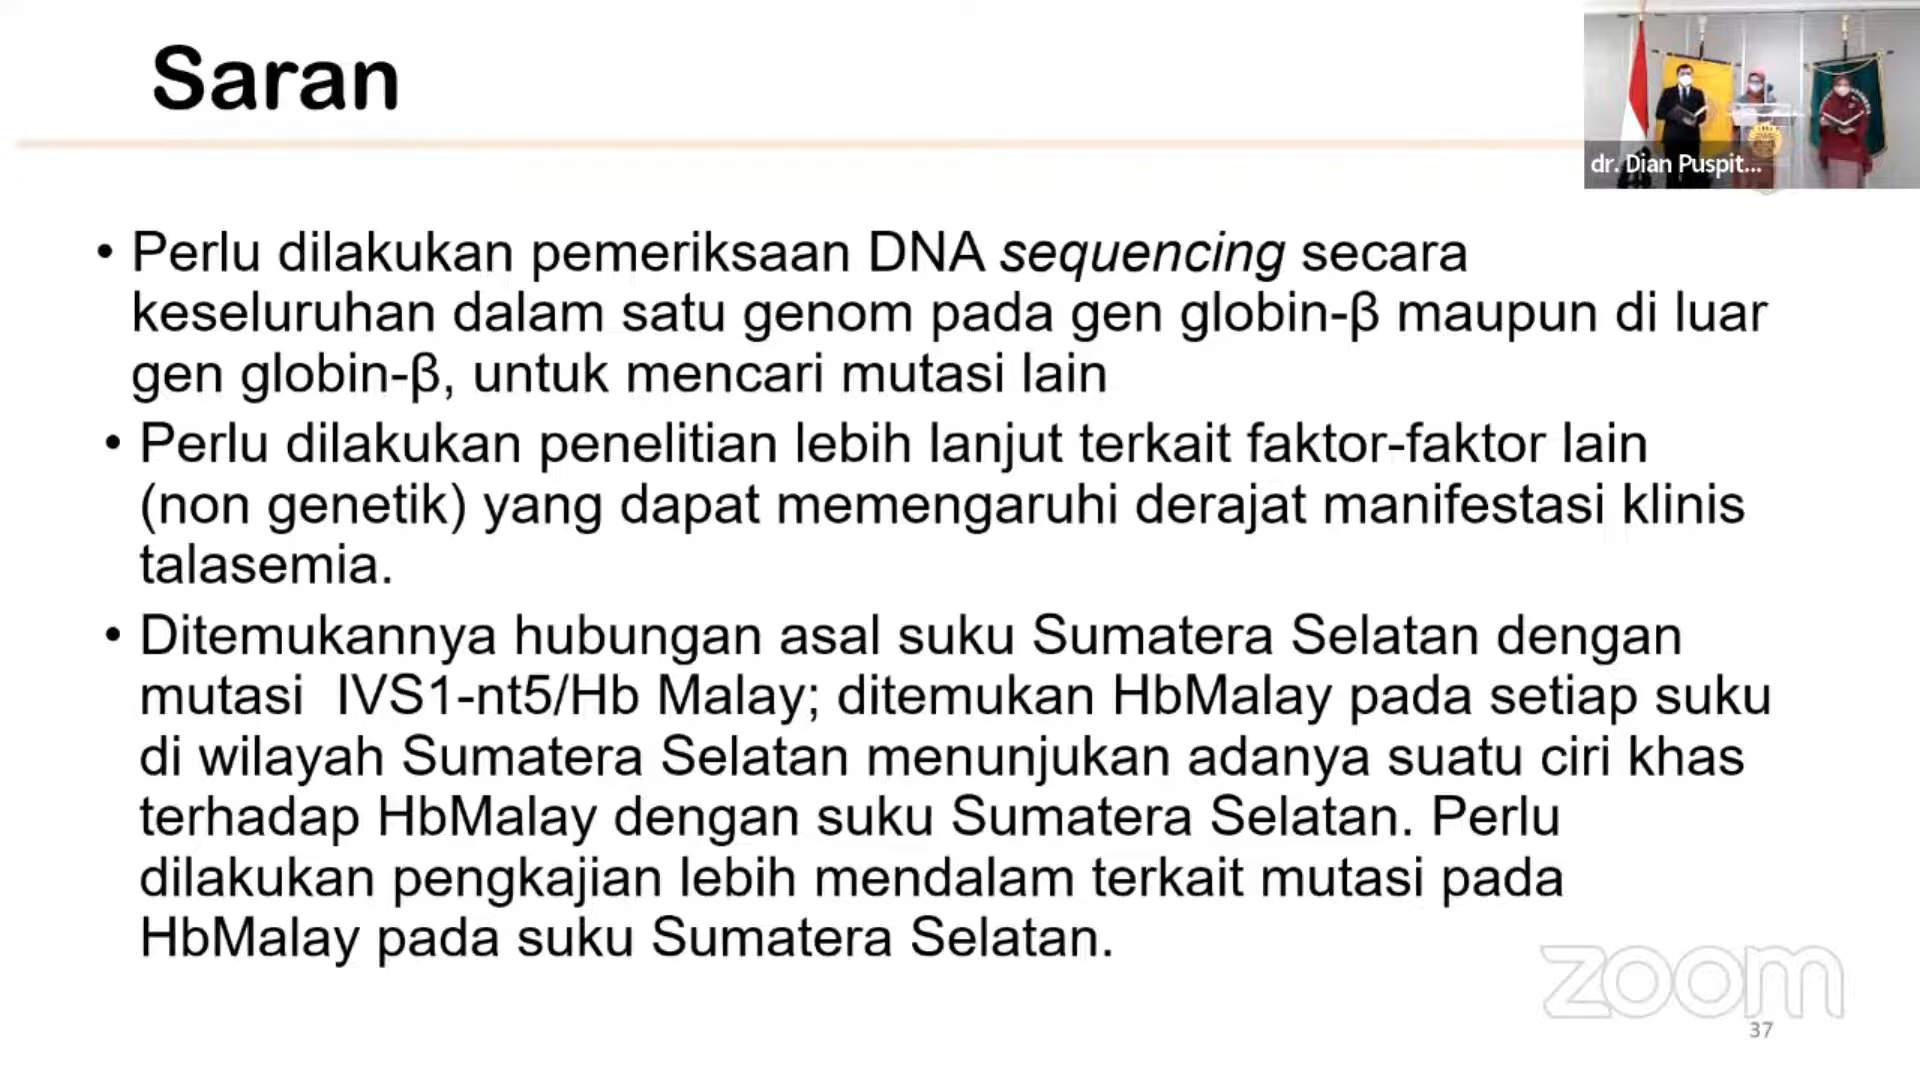 Saran
dr. Dian Puspit...
• Perlu dilakukan pemeriksaan DNA sequencing secara
keseluruhan dalam satu genom pada gen globin-β maupun di luar
gen globin-β, untuk mencari mutasi lain
• Perlu dilakukan penelitian lebih lanjut terkait faktor-faktor lain
(non genetik) yang dapat memengaruhi derajat manifestasi klinis
talasemia.
• Ditemukannya hubungan asal suku Sumatera Selatan dengan
mutasi  IVS1-nt5/Hb Malay; ditemukan HbMalay pada setiap suku
di wilayah Sumatera Selatan menunjukan adanya suatu ciri khas
terhadap HbMalay dengan suku Sumatera Selatan. Perlu
dilakukan pengkajian lebih mendalam terkait mutasi pada
HbMalay pada suku Sumatera Selatan.
zoom
37